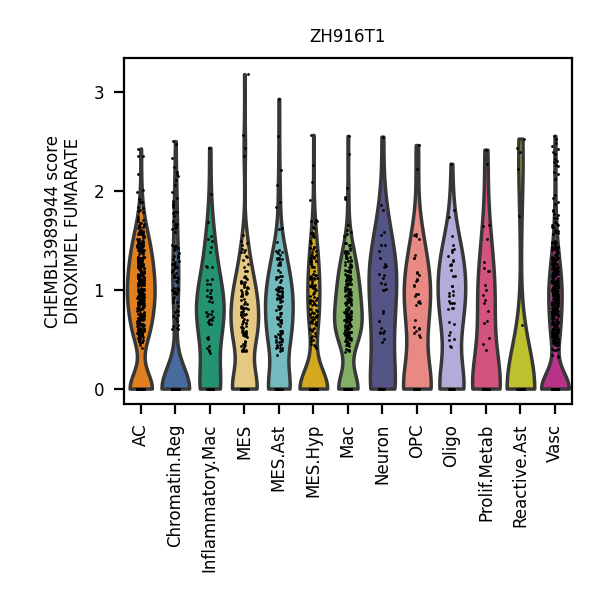 ZH916T1
CHEMBL3989944 score
DIROXIMEL FUMARATE
3
2
1
0
AC
Chromatin.Reg
Inflammatory.Mac
MES
MES.Ast
MES.Hyp
Mac
Neuron
OPC
Oligo
Prolif.Metab
Reactive.Ast
Vasc